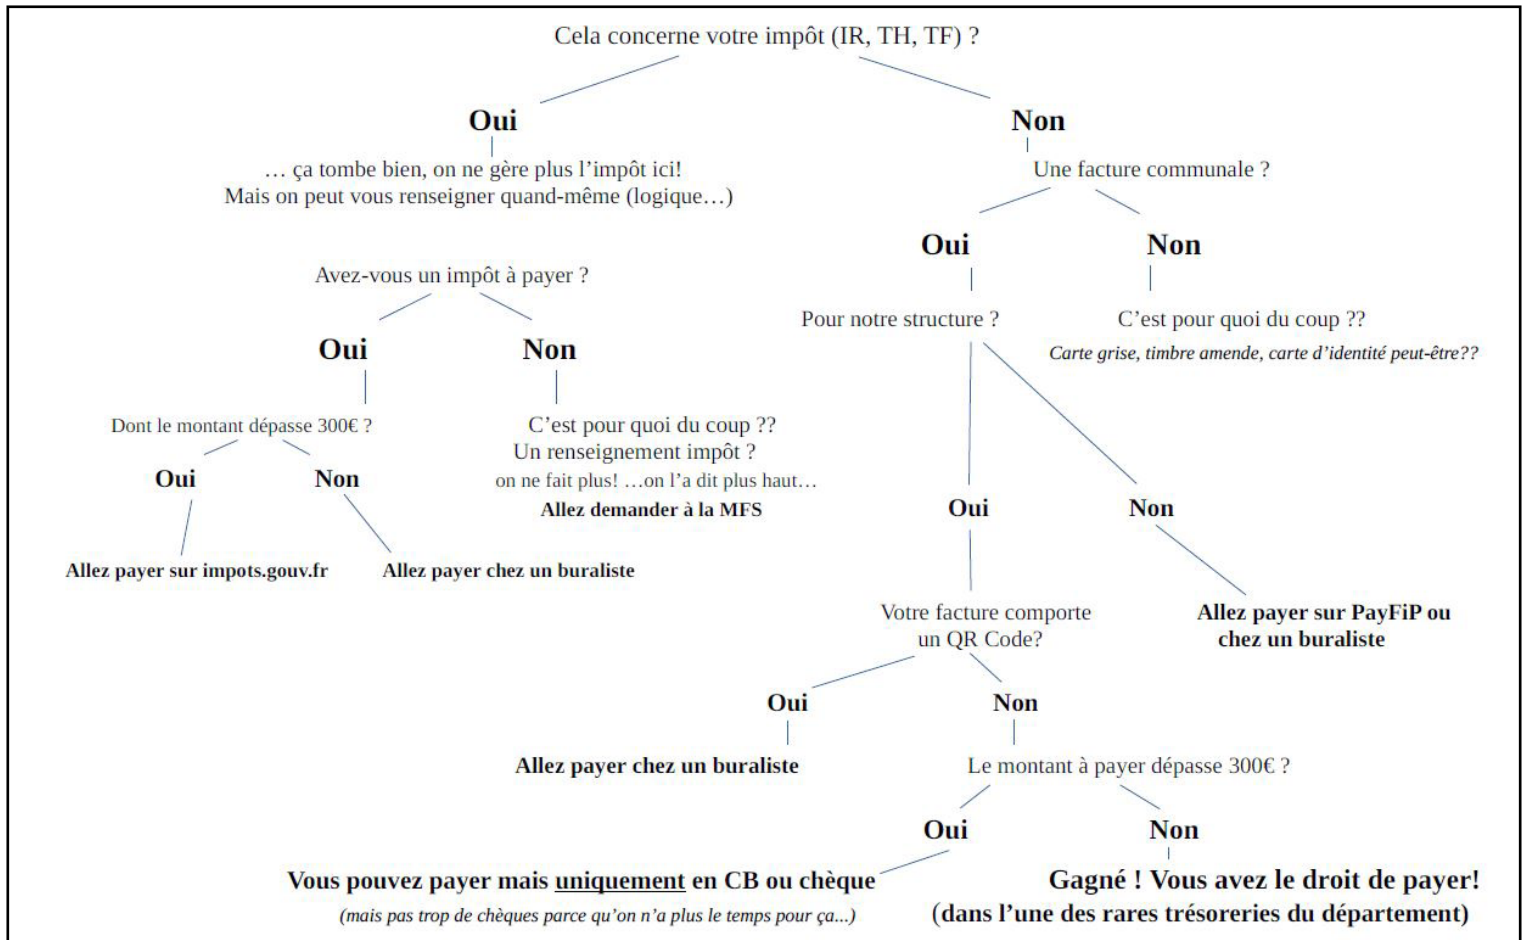 Cela concerne votre impôt (IR, TH, TF) ?
Oui
Non
… ça tombe bien, on ne gère plus l’impôt ici!
Mais on peut vous renseigner quand-même (logique…)
Une facture communale ?
Oui
Non
Avez-vous un impôt à payer ?
Pour notre structure ?
C’est pour quoi du coup ??
Carte grise, timbre amende, carte d’identité peut-être??
Oui
Non
Dont le montant dépasse 300€ ?
C’est pour quoi du coup ??
Un renseignement impôt ?
on ne fait plus! …on l’a dit plus haut…
Allez demander à la MFS
Oui
Non
Oui
Non
Allez payer sur impots.gouv.fr
Allez payer chez un buraliste
Votre facture comporte
un QR Code?
Allez payer sur PayFiP ou
chez un buraliste
Oui
Non
Allez payer chez un buraliste
Le montant à payer dépasse 300€ ?
Oui
Non
Vous pouvez payer mais uniquement en CB ou chèque
(mais pas trop de chèques parce qu’on n’a plus le temps pour ça...)
Gagné ! Vous avez le droit de payer!
(dans l’une des rares trésoreries du département)